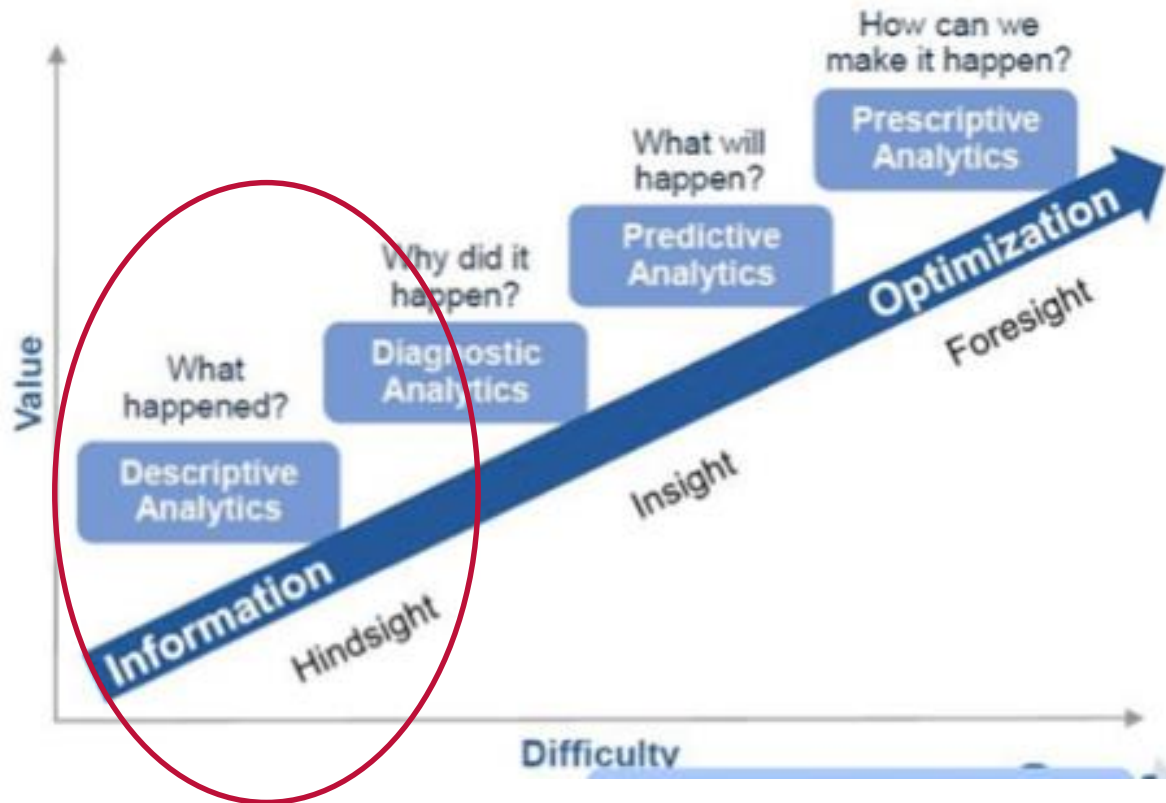 How can we
make it happen?
Prescriptive
Analytics
What will
happen?
Predictive
Analytics
Why did it
happen?
Diagnostic
Analytics
What
happened?
Descriptive
Analytics
Value
Information
Optimization
Hindsight
Insight
Foresight
Difficulty